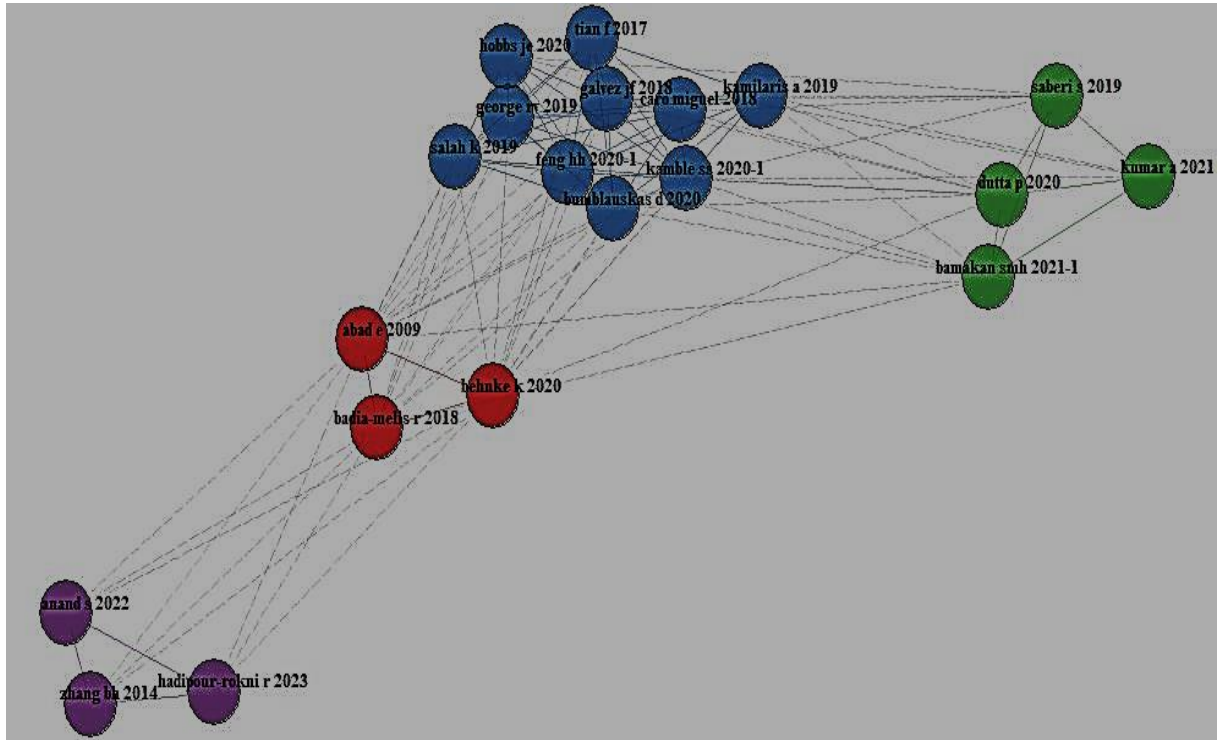 tian f 2017
hobbs je 2020
galvez jf 2018
kamilaris a 2019
caro miguel 2018
george rv 2019
salah k 2019
feng hh 2020-1
kamble ss 2020-1
bumblauskas d 2020
saberi s 2019
kumar a 2021
dutta p 2020
bamakan smh 2021-1
abad e 2009
behnke k 2020
badia-melis r 2018
anand s 2022
hadipour-rokni r 2023
zhang bh 2014